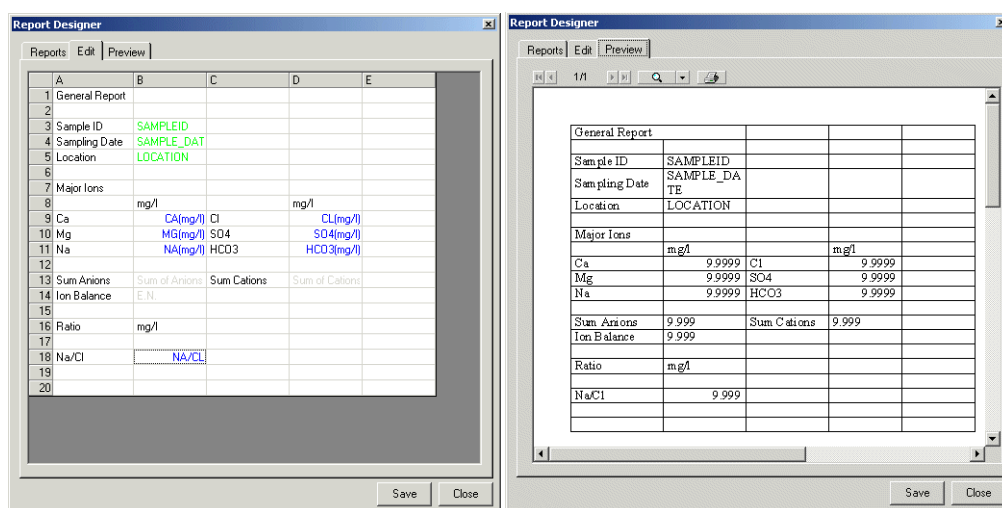 Report Designer
Reports Edit Preview
A B C D E
1 General Report
2
3 Sample ID SAMPLEID
4 Sampling Date SAMPLE_DAT
5 Location LOCATION
6
7 Major Ions
8 mg/l mg/l
9 Ca CA(mg/l) Cl CL(mg/l)
10 Mg MG(mg/l) SO4 SO4(mg/l)
11 Na NA(mg/l) HCO3 HCO3(mg/l)
12
13 Sum Anions Sum of Anions Sum Cations Sum of Cations
14 Ion Balance E.N.
15
16 Ratio mg/l
17
18 Na/Cl NA/CL
19
20
Save Close
Report Designer
Reports Edit Preview
1/1
General Report
Sample ID SAMPLEID
Sampling Date SAMPLE_DA
TE
Location LOCATION
Major Ions
mg/l mg/l
Ca 9.9999 Cl 9.9999
Mg 9.9999 SO4 9.9999
Na 9.9999 HCO3 9.9999
Sum Anions 9.999 Sum Cations 9.999
Ion Balance 9.999
Ratio mg/l
Na/Cl 9.999
Save Close